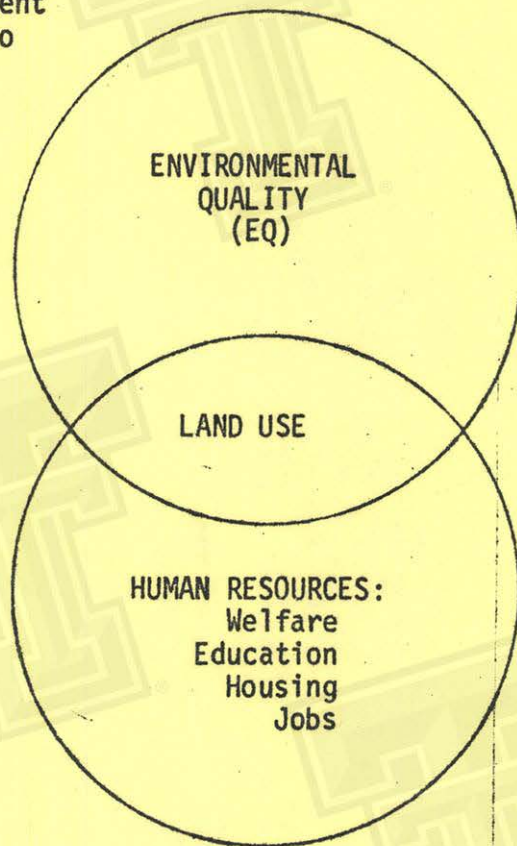 o
ENVIRONMENTAL
QUALITY
(EQ)
LAND USE
HUMAN RESOURCES:
Welfare
Education
Housing
Jobs